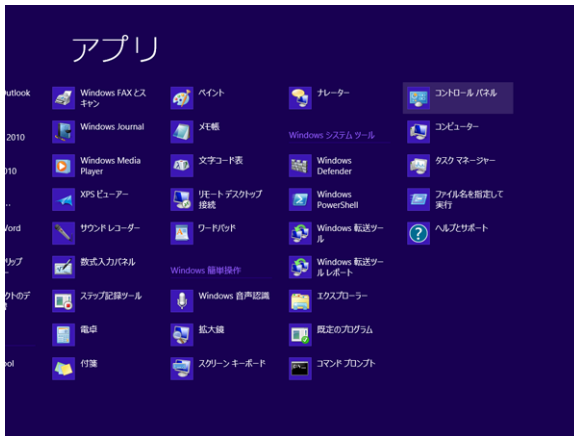 アプリ
utlook
2010
010
..
Word
リップ
クトのデ
ool
Windows FAX とス
キャン
Windows Journal
Windows Media
Player
XPS ビューアー
サウンド レコーダー
数式入力パネル
ステップ記録ツール
電卓
付箋
ペイント
メモ帳
文字コード表
リモート デスクトップ
接続
ワードパッド
Windows 簡単操作
Windows 音声認識
拡大鏡
スクリーン キーボード
ナレーター
Windows システム ツール
Windows
Defender
Windows
PowerShell
Windows 転送ツー
ル
Windows 転送ツー
ル レポート
エクスプローラー
既定のプログラム
コマンド プロンプト
コントロール パネル
コンピューター
タスク マネージャー
ファイル名を指定して
実行
ヘルプとサポート